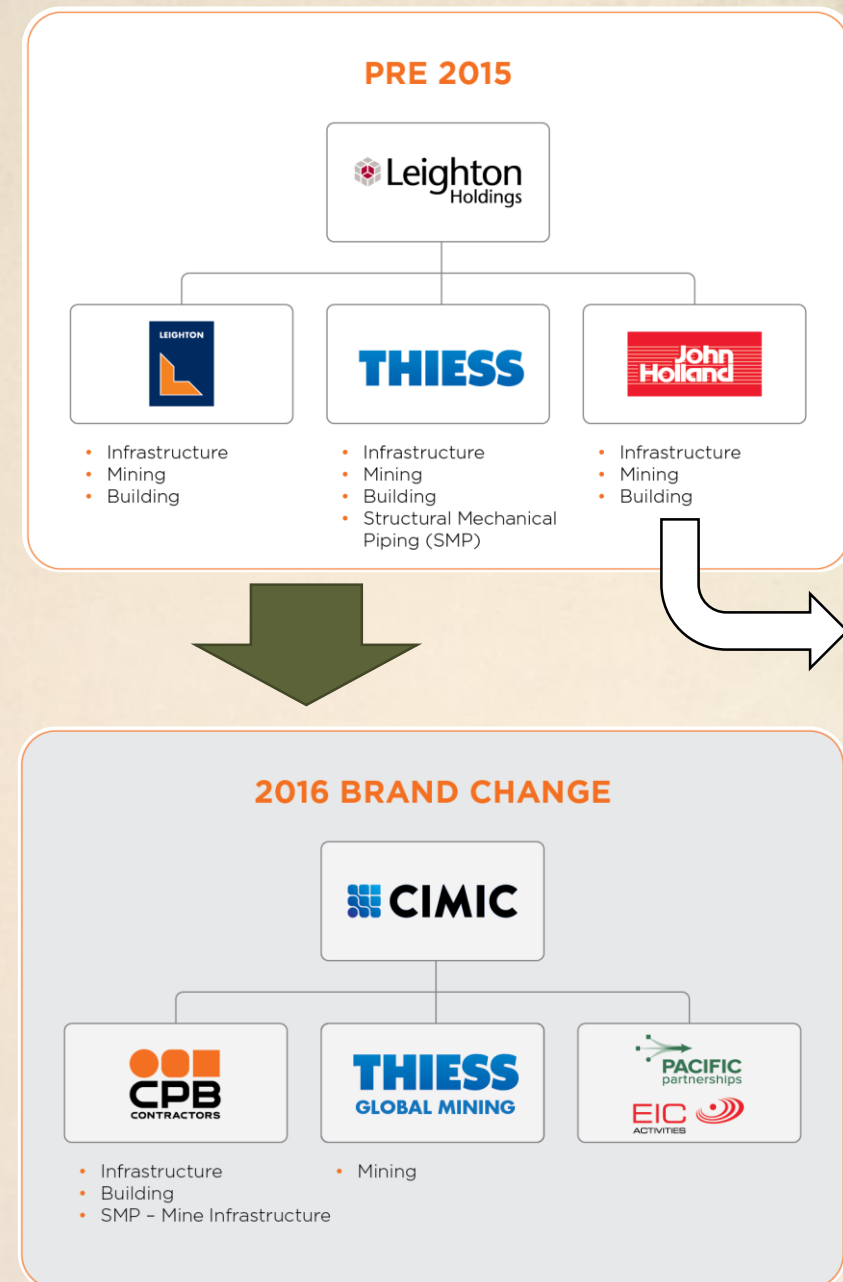 PRE 2015
Leighton
Holdings
LEIGHTON
THIESS
John
Holland
• Infrastructure
• Mining
• Building
• Infrastructure
• Mining
• Building
• Structural Mechanical
Piping (SMP)
• Infrastructure
• Mining
• Building
2016 BRAND CHANGE
CIMIC
CPB
CONTRACTORS
THIESS
GLOBAL MINING
PACIFIC
partnerships
EIC
ACTIVITIES
• Infrastructure
• Building
• SMP – Mine Infrastructure
• Mining